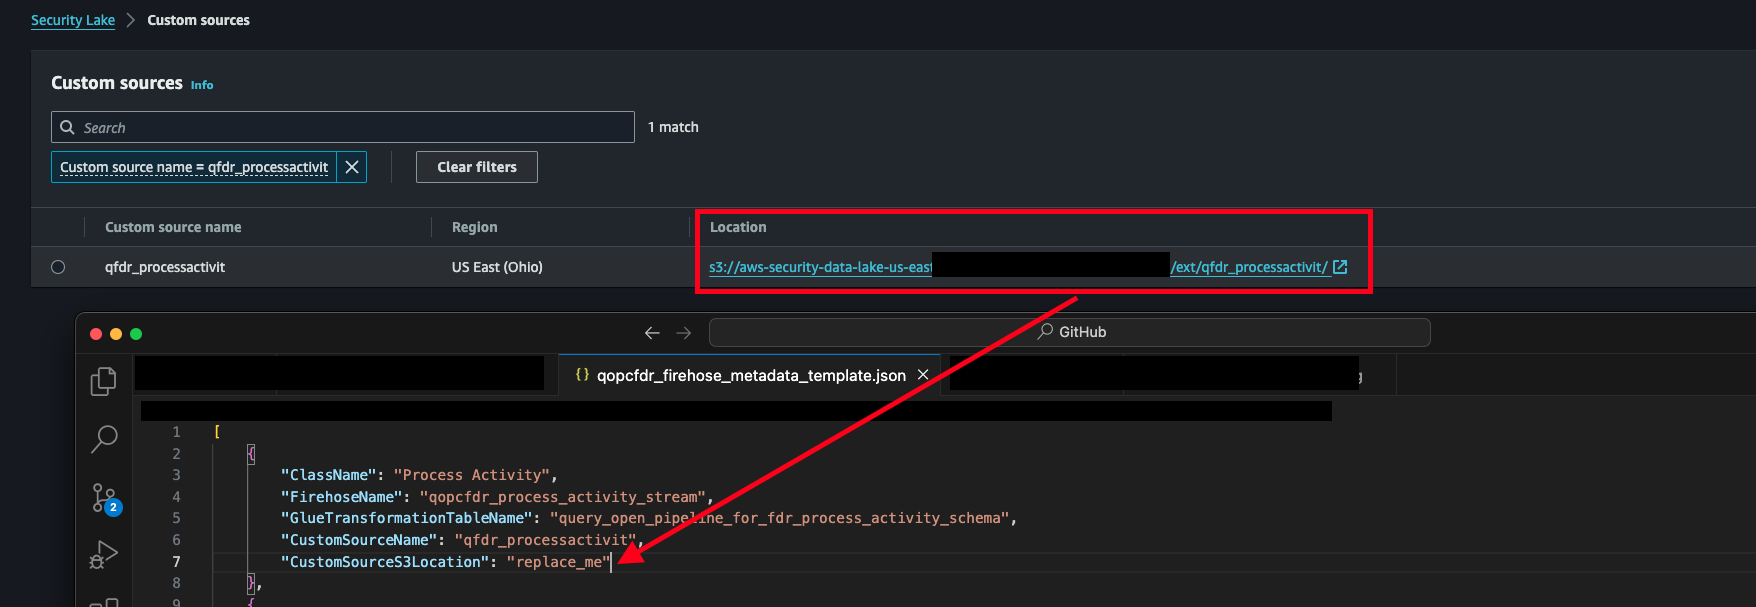 Security Lake > Custom sources
Custom sources Info
Search
1 match
Custom source name = qfdr_processactivit
Clear filters
Custom source name Region Location
qfdr_processactivit US East (Ohio) s3://aws-security-data-lake-us-east /ext/qfdr_processactivit/
GitHub
{} qopcfdr_firehose_metadata_template.json
1 [
2 {
3 "ClassName": "Process Activity",
4 "FirehoseName": "qopcfdr_process_activity_stream",
5 "GlueTransformationTableName": "query_open_pipeline_for_fdr_process_activity_schema",
6 "CustomSourceName": "qfdr_processactivit",
2
7 "CustomSourceS3Location": "replace_me"
8 },
9 {